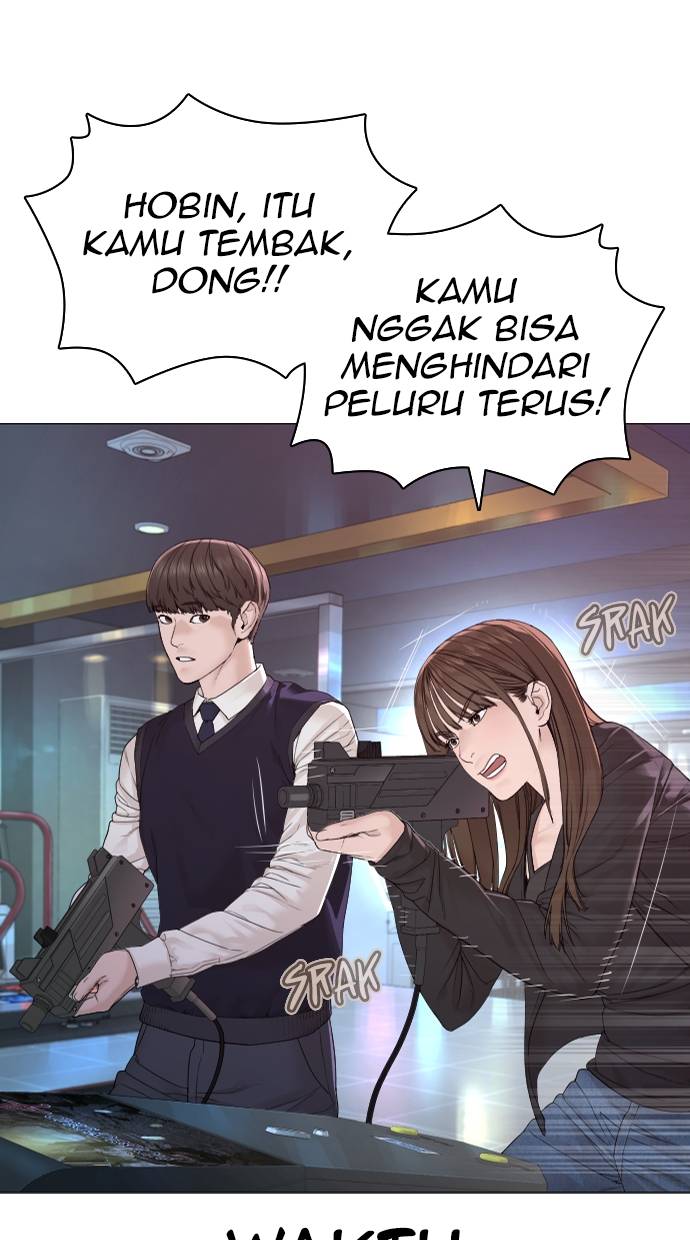 HOBIN, ITU
KAMU TEMBAK,
DONG!!
KAMU
NGGAK BISA
MENGHINDARI
PELURU TERUS!
SRAK
SRAK